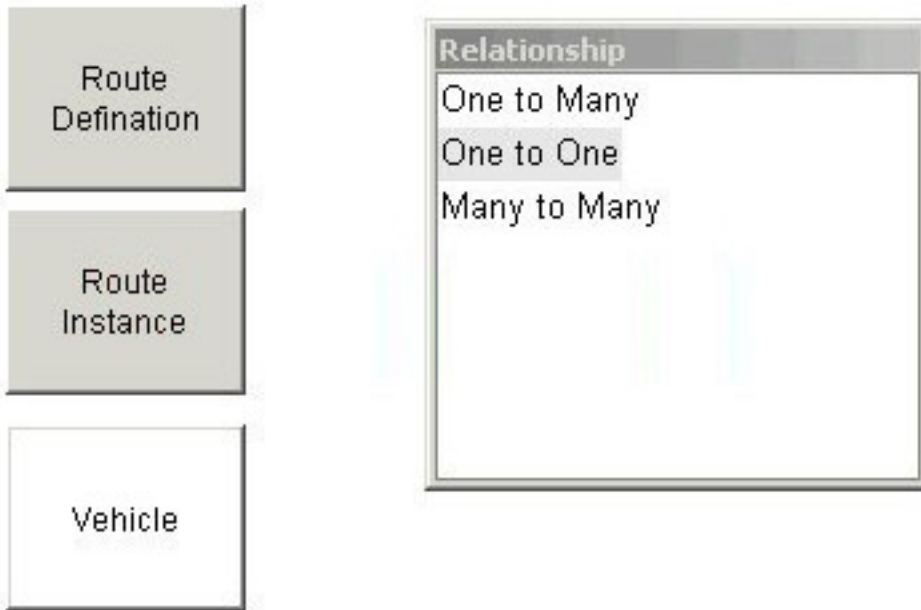 Route
Defination
Route
Instance
Vehicle
Relationship
One to Many
One to One
Many to Many